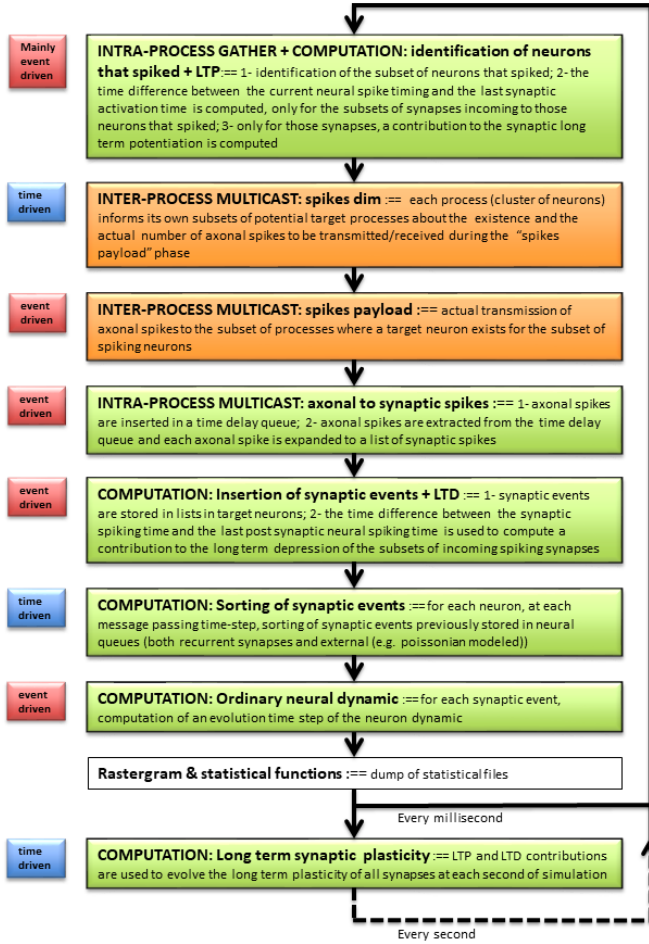 Mainly
event
driven
INTRA-PROCESS GATHER + COMPUTATION: identification of neurons
that spiked + LTP:== 1- identification of the subset of neurons that spiked; 2- the
time difference between the current neural spike timing and the last synaptic
activation time is computed, only for the subsets of synapses incoming to those
neurons that spiked; 3- only for those synapses, a contribution to the synaptic long
term potentiation is computed
time
driven
INTER-PROCESS MULTICAST: spikes dim :== each process (cluster of neurons)
informs its own subsets of potential target processes about the existence and the
actual number of axonal spikes to be transmitted/received during the “spikes
payload” phase
event
driven
INTER-PROCESS MULTICAST: spikes payload :== actual transmission of
axonal spikes to the subset of processes where a target neuron exists for the subset of
spiking neurons
event
driven
INTRA-PROCESS MULTICAST: axonal to synaptic spikes :== 1- axonal spikes
are inserted in a time delay queue; 2- axonal spikes are extracted from the time delay
queue and each axonal spike is expanded to a list of synaptic spikes
event
driven
COMPUTATION: Insertion of synaptic events + LTD :== 1- synaptic events
are stored in lists in target neurons; 2- the time difference between the synaptic
spiking time and the last post synaptic neural spiking time is used to compute a
contribution to the long term depression of the subsets of incoming spiking synapses
time
driven
COMPUTATION: Sorting of synaptic events :== for each neuron, at each
message passing time-step, sorting of synaptic events previously stored in neural
queues (both recurrent synapses and external (e.g. poissonian modeled))
event
driven
COMPUTATION: Ordinary neural dynamic :== for each synaptic event,
computation of an evolution time step of the neuron dynamic
Rastergram & statistical functions :== dump of statistical files
Every millisecond
time
driven
COMPUTATION: Long term synaptic plasticity :== LTP and LTD contributions
are used to evolve the long term plasticity of all synapses at each second of simulation
Every second